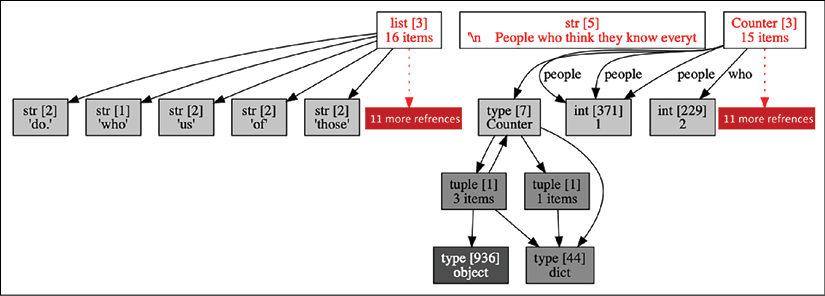 list [3]
16 items
str [5]
'\n    People who think they know everyt
Counter [3]
15 items
people
people
people
who
str [2]
'do.'
str [1]
'who'
str [2]
'us'
str [2]
'of'
str [2]
'those'
11 more refrences
type [7]
Counter
int [371]
1
int [229]
2
11 more refrences
tuple [1]
3 items
tuple [1]
1 items
type [936]
object
type [44]
dict